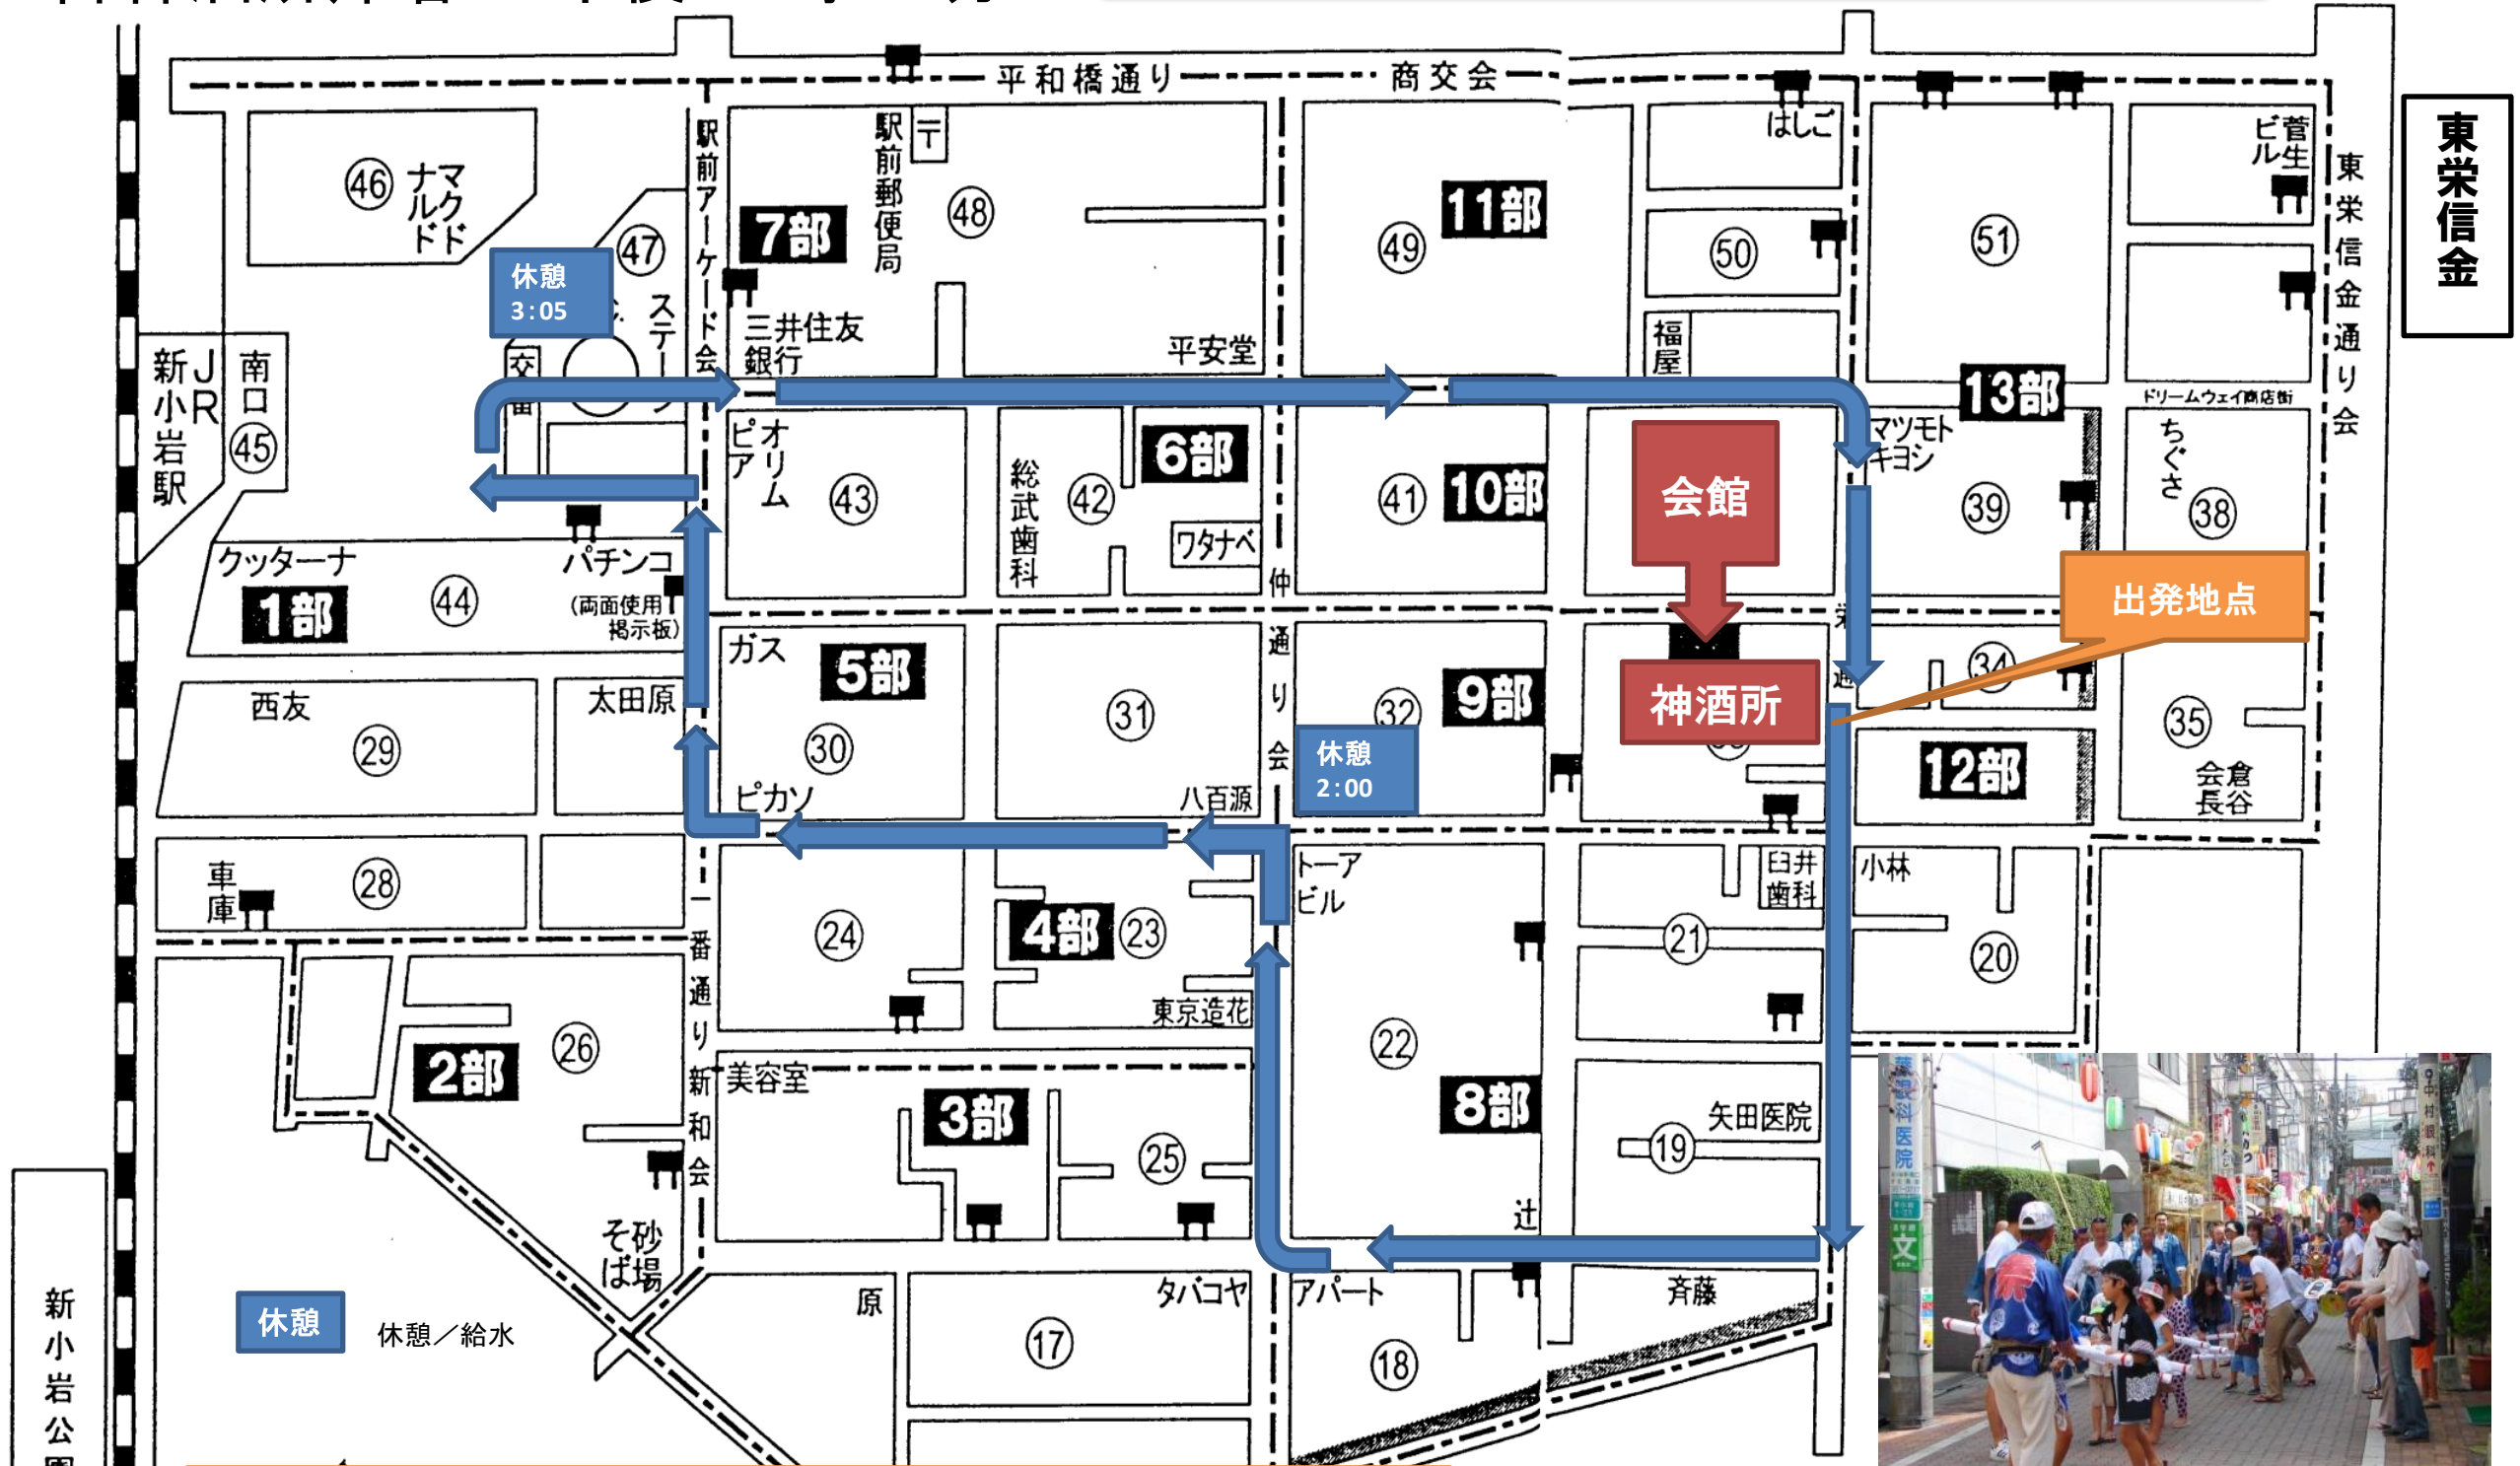 平和橋通り
商交会
東栄信金
東栄信金通り会
菅生
ビル
はしご
11部
7部
駅前アーケード会
駅前郵便局
〒
46
マクド
ナルド
47
48
49
50
51
休憩
3:05
ステージ
三井住友
銀行
平安堂
福屋
13部
ドリームウェイ商店街
JR
新小岩駅
南口
45
交番
オリム
ピア
43
総武歯科
42
6部
ワタナベ
41
10部
会館
マツモト
キヨシ
39
ちぐさ
38
クッターナ
1部
44
パチンコ
(両面使用
掲示板)
仲通り会
出発地点
ガス
5部
30
31
32
9部
神酒所
34
35
12部
倉谷
会長
西友
29
太田原
ピカソ
八百源
休憩
2:00
トーア
ビル
臼井
歯科
小林
車庫
28
24
4部
23
21
20
東京造花
一番通り新和会
2部
26
美容室
3部
25
22
8部
矢田医院
19
辻
砂場
そば
原
タバコヤ
アパート
斉藤
17
18
休憩
休憩／給水
新小岩公園
文
中村眼科